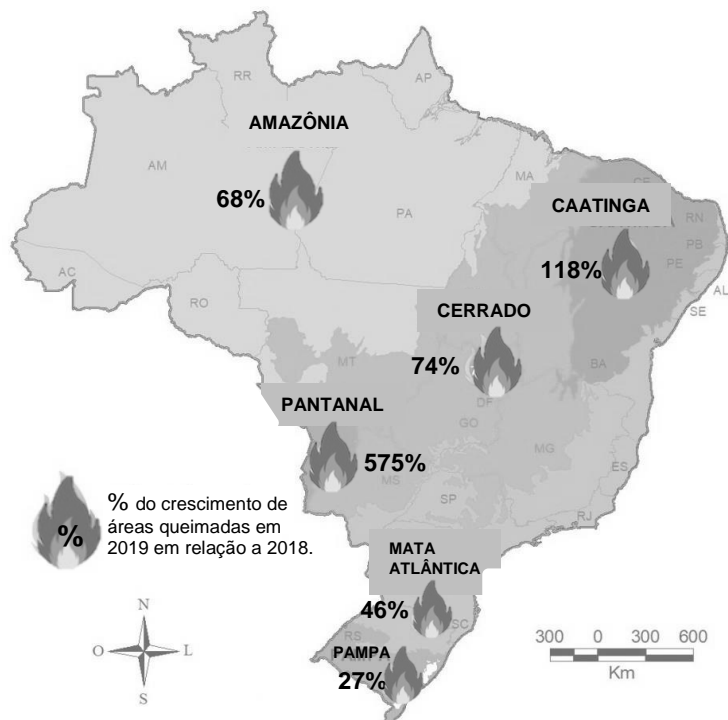 RR
AP
AMAZÔNIA
AM
68%
PA
MA
CE
CAATINGA
RN
PB
118%
PE
AC
AL
RO
SE
CERRADO
MT
74%
BA
PANTANAL
DF
GO
575%
MG
MS
ES
SP
% do crescimento de
áreas queimadas em
2019 em relação a 2018.
%
RJ
MATA
ATLÂNTICA
46%
SC
RS
PAMPA
27%
N
O L
S
300 0 300 600
Km